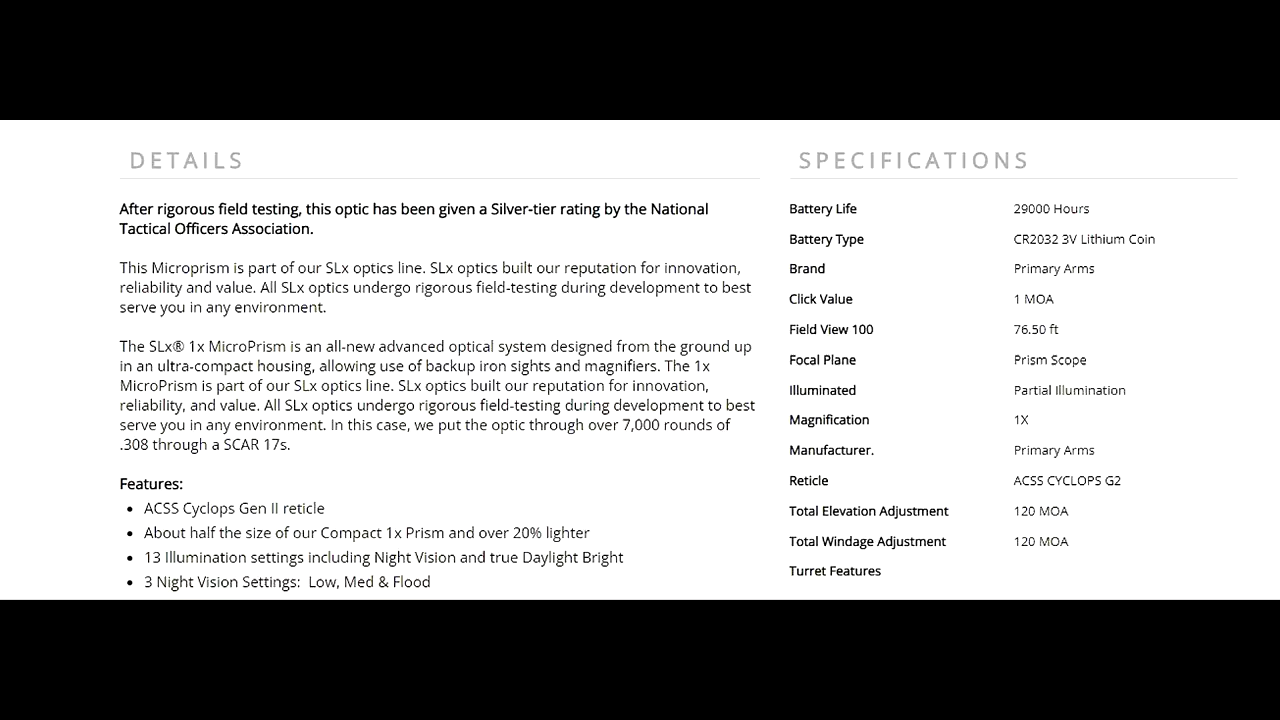 DETAILS
After rigorous field testing, this optic has been given a Silver-tier rating by the National
Tactical Officers Association.
This Microprism is part of our SLx optics line. SLx optics built our reputation for innovation,
reliability and value. All SLx optics undergo rigorous field-testing during development to best
serve you in any environment.
The SLx® 1x MicroPrism is an all-new advanced optical system designed from the ground up
in an ultra-compact housing, allowing use of backup iron sights and magnifiers. The 1x
MicroPrism is part of our SLx optics line. SLx optics built our reputation for innovation,
reliability, and value. All SLx optics undergo rigorous field-testing during development to best
serve you in any environment. In this case, we put the optic through over 7,000 rounds of
.308 through a SCAR 17s.
Features:
• ACSS Cyclops Gen II reticle
• About half the size of our Compact 1x Prism and over 20% lighter
• 13 Illumination settings including Night Vision and true Daylight Bright
• 3 Night Vision Settings: Low, Med & Flood
SPECIFICATIONS
Battery Life 29000 Hours
Battery Type CR2032 3V Lithium Coin
Brand Primary Arms
Click Value 1 MOA
Field View 100 76.50 ft
Focal Plane Prism Scope
Illuminated Partial Illumination
Magnification 1X
Manufacturer. Primary Arms
Reticle ACSS CYCLOPS G2
Total Elevation Adjustment 120 MOA
Total Windage Adjustment 120 MOA
Turret Features